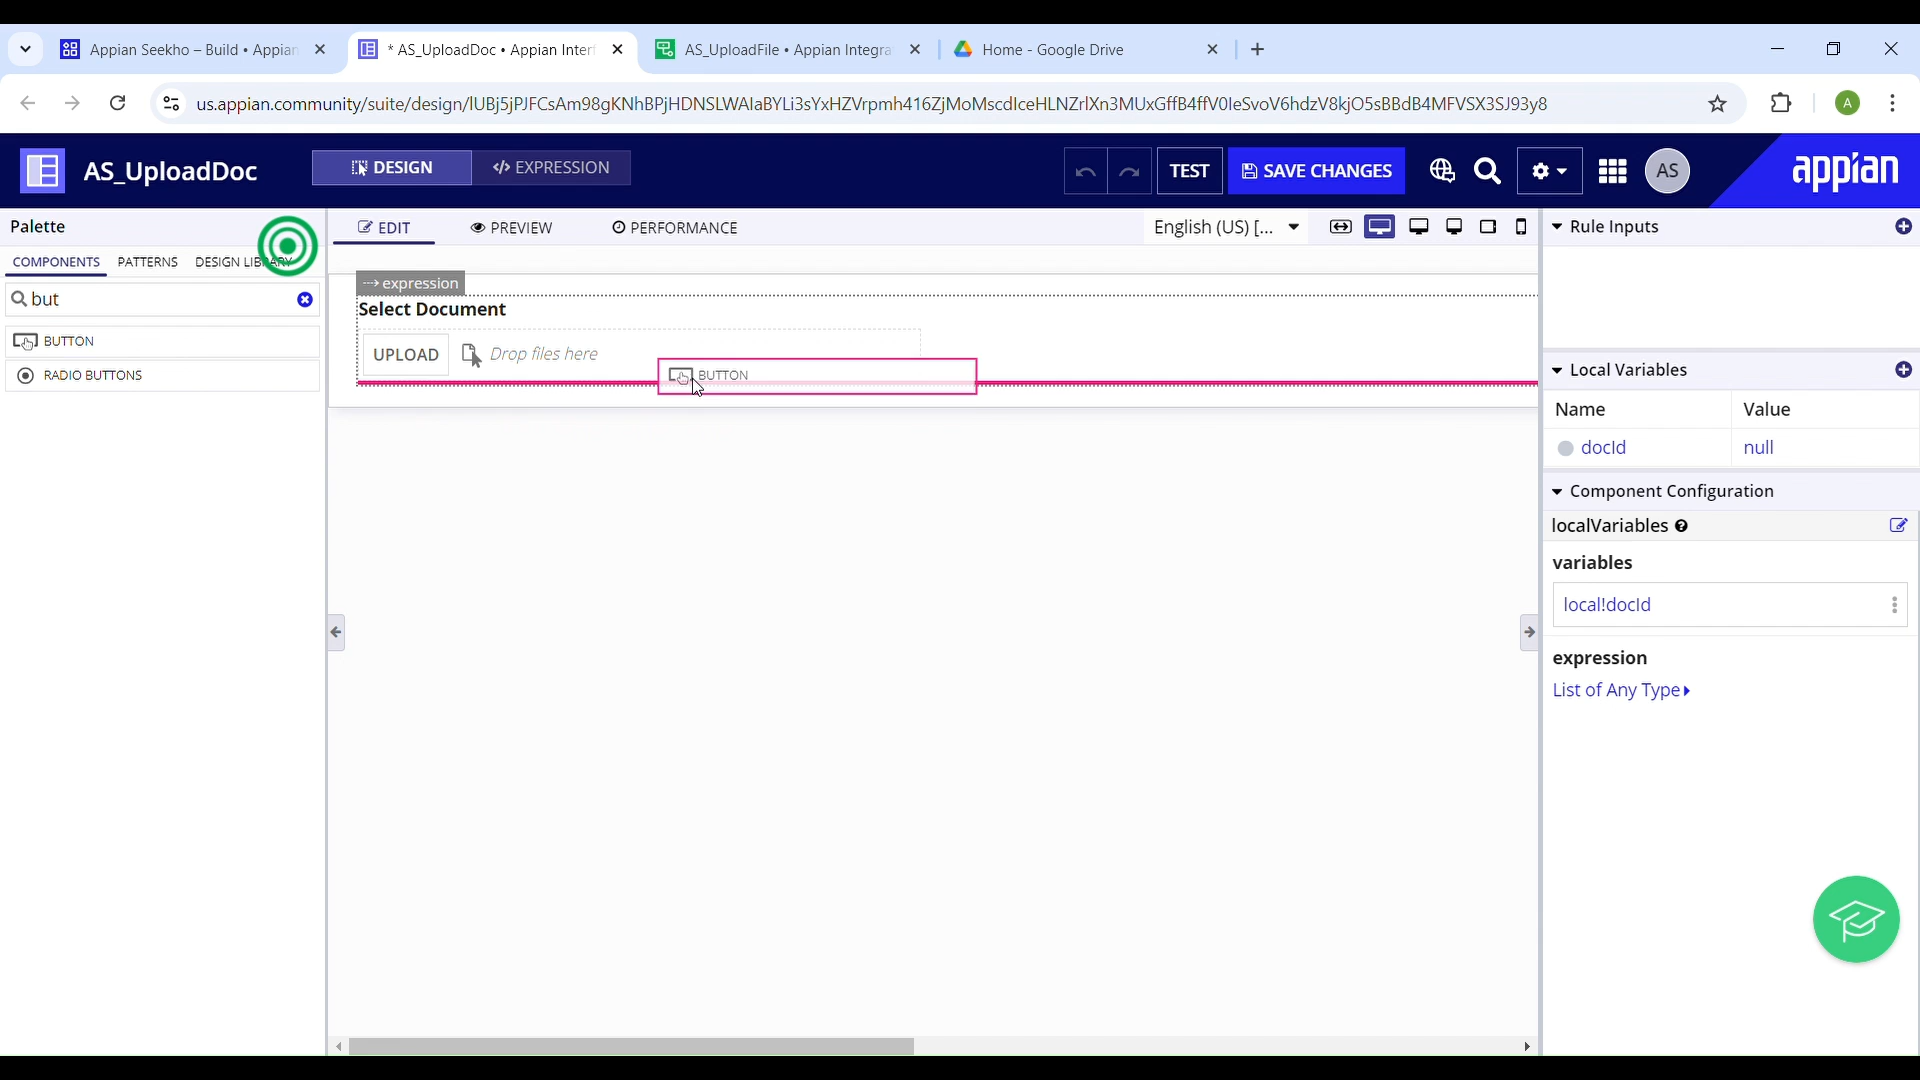 Appian Seekho – Build • Appian
* AS_UploadDoc • Appian Inter
AS_UploadFile • Appian Integra
Home - Google Drive
us.appian.community/suite/design/lUBj5jPJFCsAm98gKNhBPjHDNSLWAIaBYLi3sYxHZVrpmh416ZjMoMscdIceHLNZrlXn3MUxGffB4ffV0IeSvoV6hdzV8kjO5sBBdB4MFVSX3SJ93y8
A
AS_UploadDoc
DESIGN
</> EXPRESSION
TEST
SAVE CHANGES
AS
appian
Palette
COMPONENTS
PATTERNS
DESIGN LIBRARY
but
BUTTON
RADIO BUTTONS
EDIT
PREVIEW
PERFORMANCE
English (US) [...
expression
Select Document
UPLOAD
Drop files here
BUTTON
Rule Inputs
Local Variables
Name Value
docId null
Component Configuration
localVariables
variables
local!docId
expression
List of Any Type